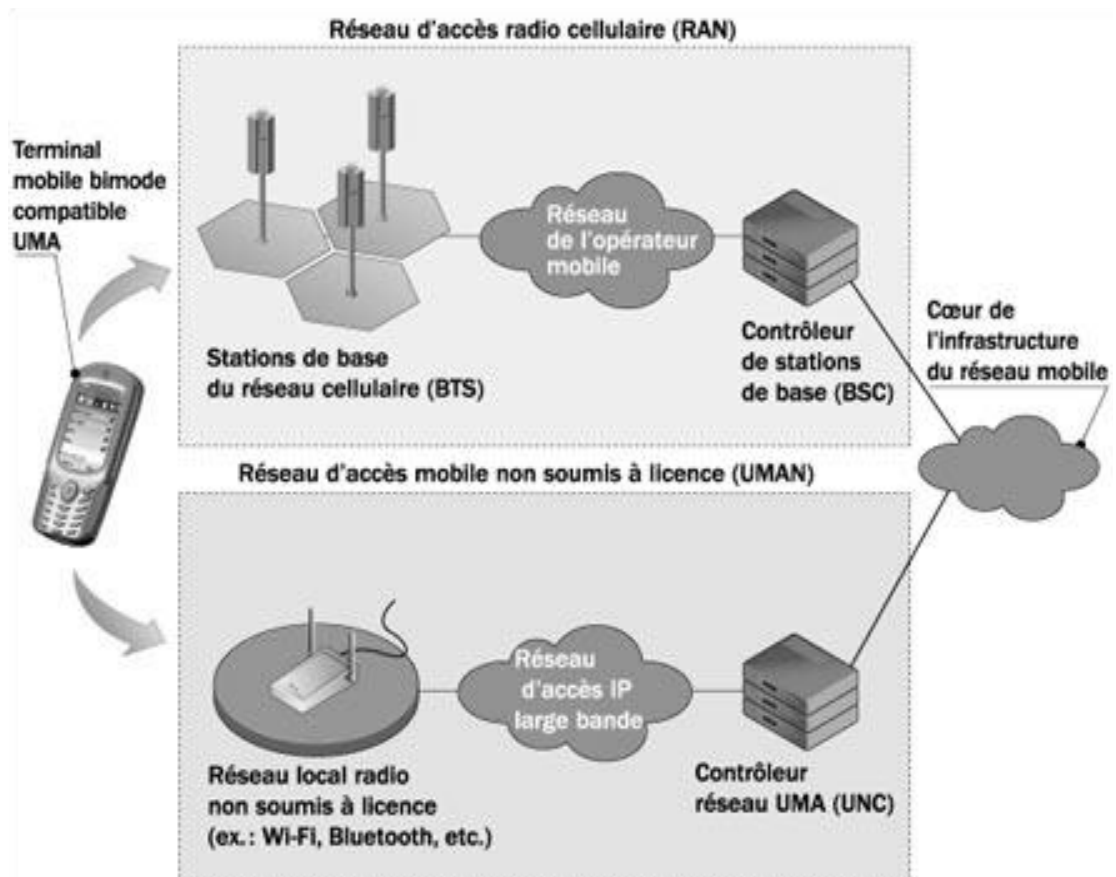 Réseau d'accès radio cellulaire (RAN)
Terminal
mobile bimode
compatible
UMA
Réseau
de l'opérateur
mobile
Stations de base
du réseau cellulaire (BTS)
Contrôleur
de stations
de base (BSC)
Cœur de
l'infrastructure
du réseau mobile
Réseau d'accès mobile non soumis à licence (UMAN)
Réseau
d'accès IP
large bande
Réseau local radio
non soumis à licence
(ex.: Wi-Fi, Bluetooth, etc.)
Contrôleur
réseau UMA (UNC)